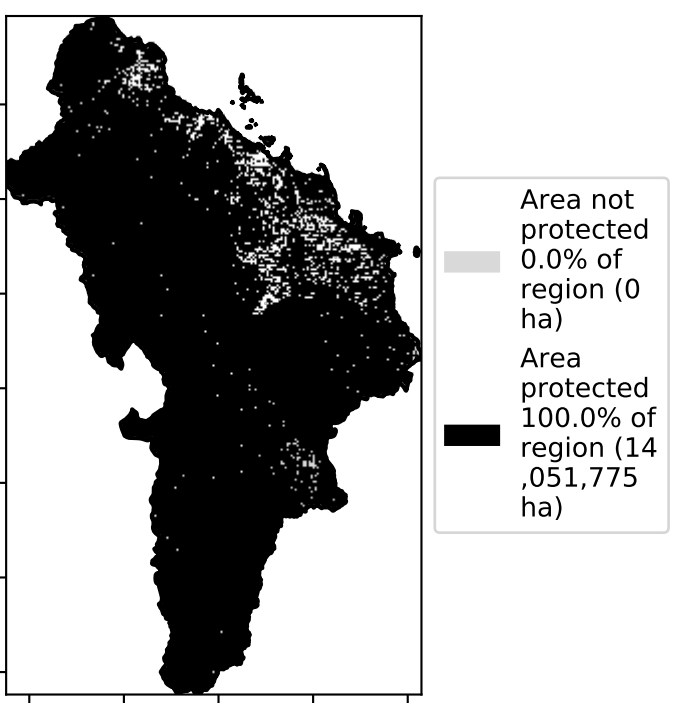 Area not
protected
0.0% of
region (0
ha)
Area
protected
100.0% of
region (14
,051,775
ha)